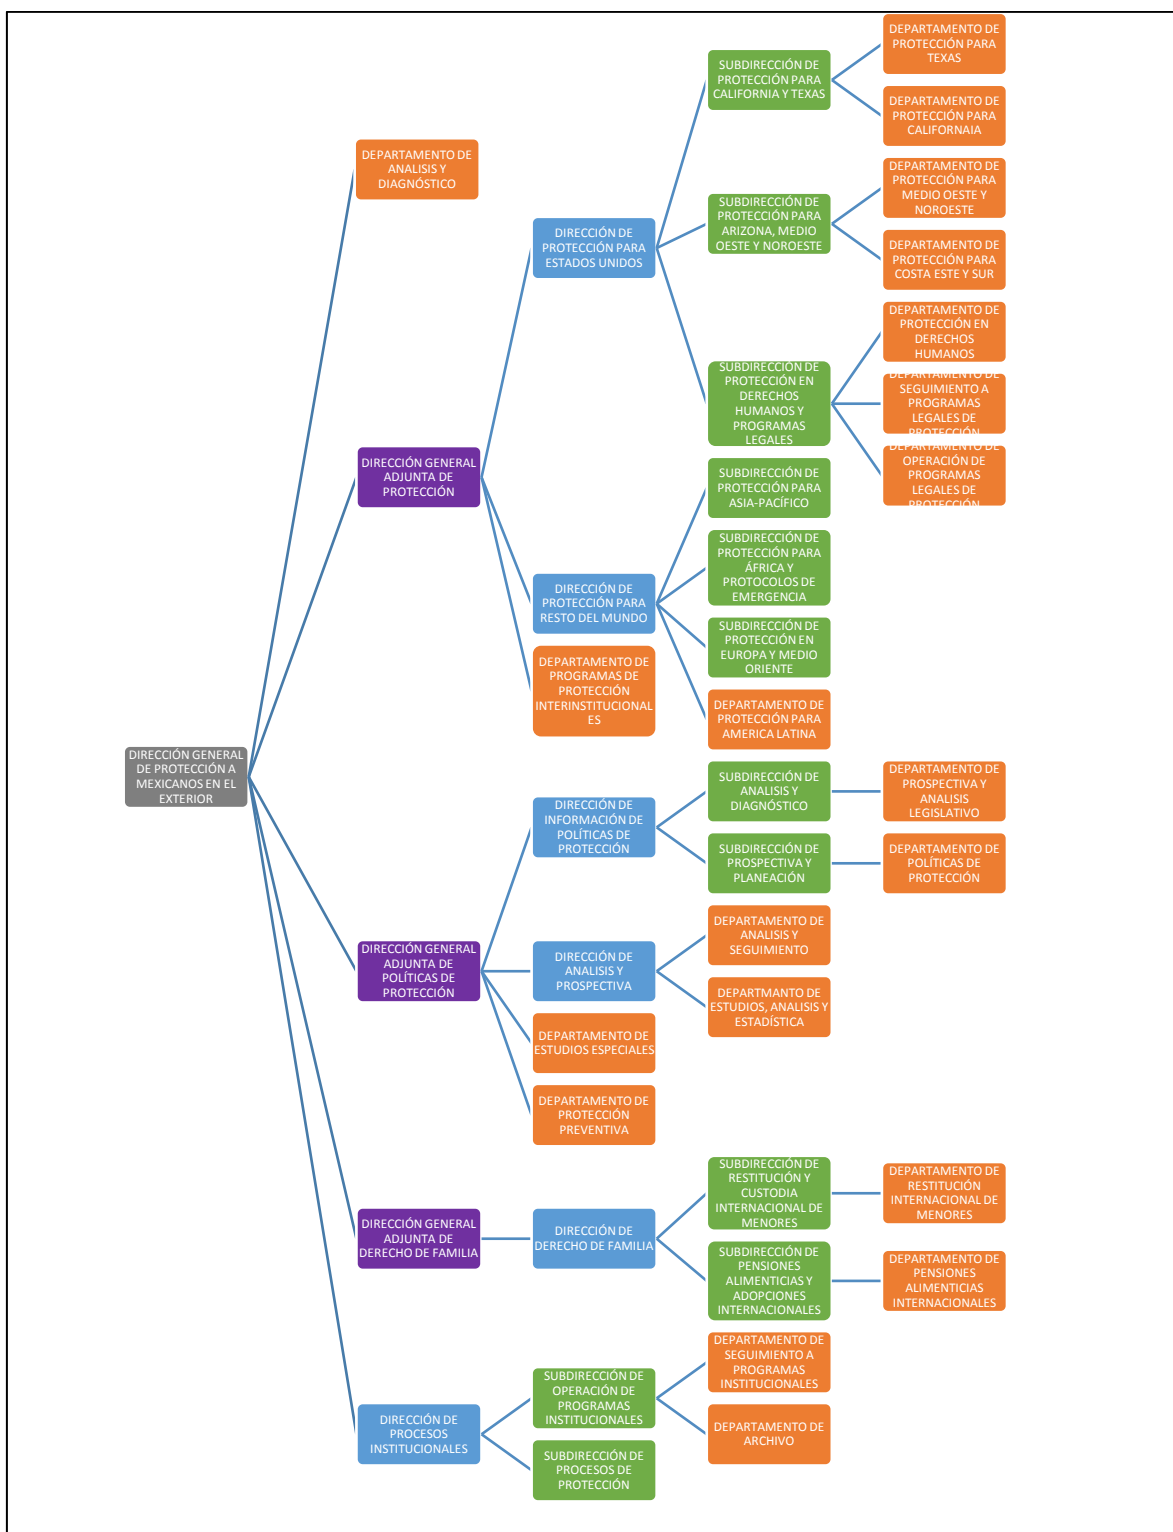 DEPARTAMENTO DE
PROTECCIÓN PARA
TEXAS
SUBDIRECCIÓN DE
PROTECCIÓN PARA
CALIFORNIA Y TEXAS
DEPARTAMENTO DE
PROTECCIÓN PARA
CALIFORNAIA
DEPARTAMENTO DE
ANALISIS Y
DIAGNÓSTICO
DEPARTAMENTO DE
PROTECCIÓN PARA
MEDIO OESTE Y
NOROESTE
SUBDIRECCIÓN DE
PROTECCIÓN PARA
ARIZONA, MEDIO
OESTE Y NOROESTE
DIRECCIÓN DE
PROTECCIÓN PARA
ESTADOS UNIDOS
DEPARTAMENTO DE
PROTECCIÓN PARA
COSTA ESTE Y SUR
DEPARTAMENTO DE
PROTECCIÓN EN
DERECHOS
HUMANOS
SUBDIRECCIÓN DE
PROTECCIÓN EN
DERECHOS
HUMANOS Y
PROGRAMAS
LEGALES
DEPARTAMENTO DE
SEGUIMIENTO A
PROGRAMAS
LEGALES DE
PROTECCIÓN
DEPARTAMENTO DE
OPERACIÓN DE
PROGRAMAS
LEGALES DE
PROTECCIÓN
DIRECCIÓN GENERAL
ADJUNTA DE
PROTECCIÓN
SUBDIRECCIÓN DE
PROTECCIÓN PARA
ASIA-PACÍFICO
SUBDIRECCIÓN DE
PROTECCIÓN PARA
ÁFRICA Y
PROTOCOLOS DE
EMERGENCIA
DIRECCIÓN DE
PROTECCIÓN PARA
RESTO DEL MUNDO
SUBDIRECCIÓN DE
PROTECCIÓN EN
EUROPA Y MEDIO
ORIENTE
DEPARTAMENTO DE
PROGRAMAS DE
PROTECCIÓN
INTERINSTITUCIONAL
ES
DEPARTAMENTO DE
PROTECCIÓN PARA
AMERICA LATINA
DIRECCIÓN GENERAL
DE PROTECCIÓN A
MEXICANOS EN EL
EXTERIOR
SUBDIRECCIÓN DE
ANALISIS Y
DIAGNÓSTICO
DEPARTAMENTO DE
PROSPECTIVA Y
ANALISIS
LEGISLATIVO
DIRECCIÓN DE
INFORMACIÓN DE
POLÍTICAS DE
PROTECCIÓN
SUBDIRECCIÓN DE
PROSPECTIVA Y
PLANEACIÓN
DEPARTAMENTO DE
POLÍTICAS DE
PROTECCIÓN
DEPARTAMENTO DE
ANALISIS Y
SEGUIMIENTO
DIRECCIÓN GENERAL
ADJUNTA DE
POLÍTICAS DE
PROTECCIÓN
DIRECCIÓN DE
ANALISIS Y
PROSPECTIVA
DEPARTMANTO DE
ESTUDIOS, ANALISIS Y
ESTADÍSTICA
DEPARTAMENTO DE
ESTUDIOS ESPECIALES
DEPARTAMENTO DE
PROTECCIÓN
PREVENTIVA
SUBDIRECCIÓN DE
RESTITUCIÓN Y
CUSTODIA
INTERNACIONAL DE
MENORES
DEPARTAMENTO DE
RESTITUCIÓN
INTERNACIONAL DE
MENORES
DIRECCIÓN GENERAL
ADJUNTA DE
DERECHO DE FAMILIA
DIRECCIÓN DE
DERECHO DE FAMILIA
SUBDIRECCIÓN DE
PENSIONES
ALIMENTICIAS Y
ADOPCIONES
INTERNACIONALES
DEPARTAMENTO DE
PENSIONES
ALIMENTICIAS
INTERNACIONALES
DEPARTAMENTO DE
SEGUIMIENTO A
PROGRAMAS
INSTITUCIONALES
SUBDIRECCIÓN DE
OPERACIÓN DE
PROGRAMAS
INSTITUCIONALES
DIRECCIÓN DE
PROCESOS
INSTITUCIONALES
DEPARTAMENTO DE
ARCHIVO
SUBDIRECCIÓN DE
PROCESOS DE
PROTECCIÓN